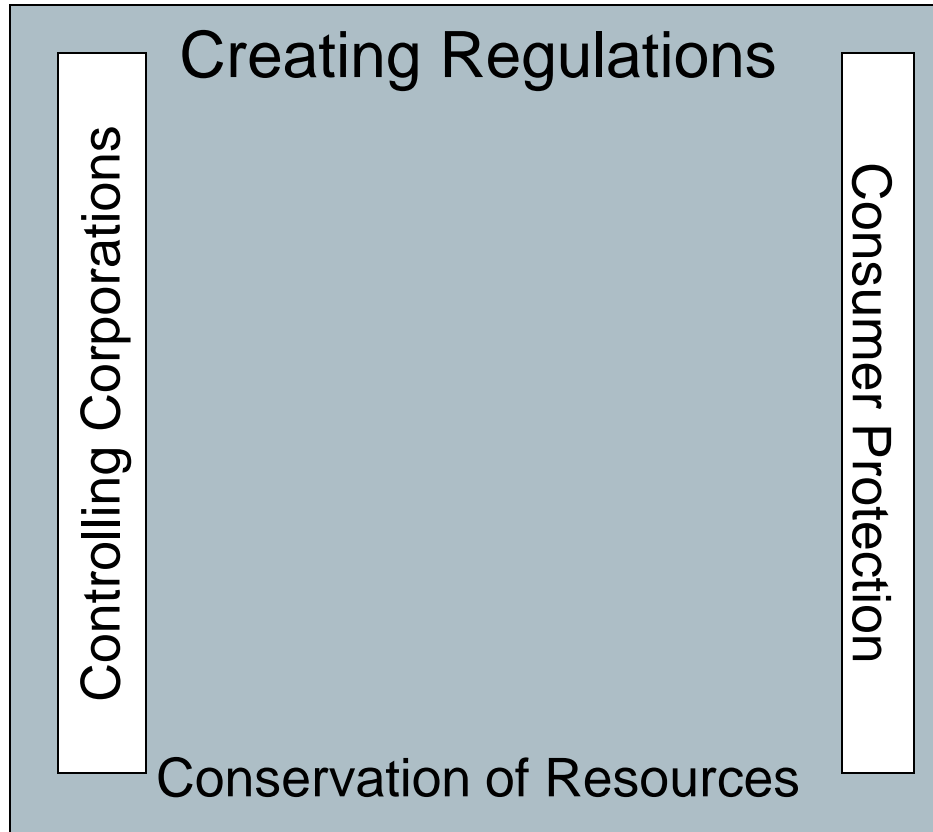 Creating Regulations
Controlling Corporations
Consumer Protection
Conservation of Resources